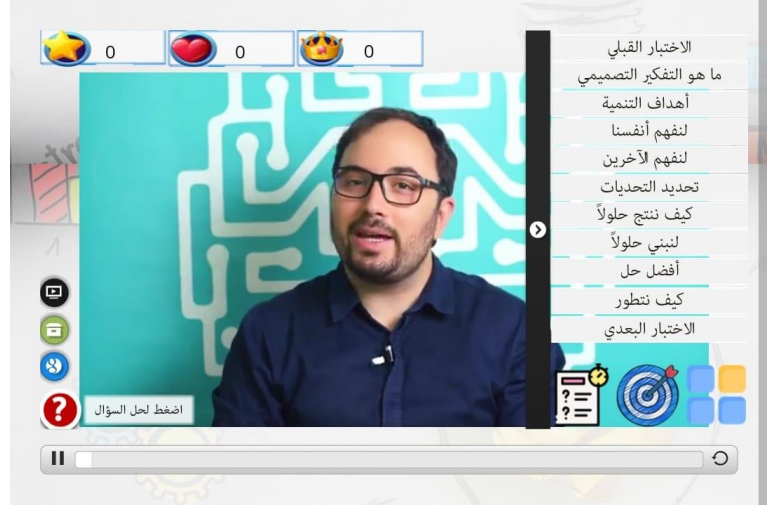 0
0
0
الاختبار القبلي
ما هو التفكير التصميمي
أهداف التنمية
لنفهم أنفسنا
لنفهم الآخرين
تحديد التحديات
كيف ننتج حلولاً
لنبني حلولاً
أفضل حل
كيف نتطور
الاختبار البعدي
اضغط لحل السؤال